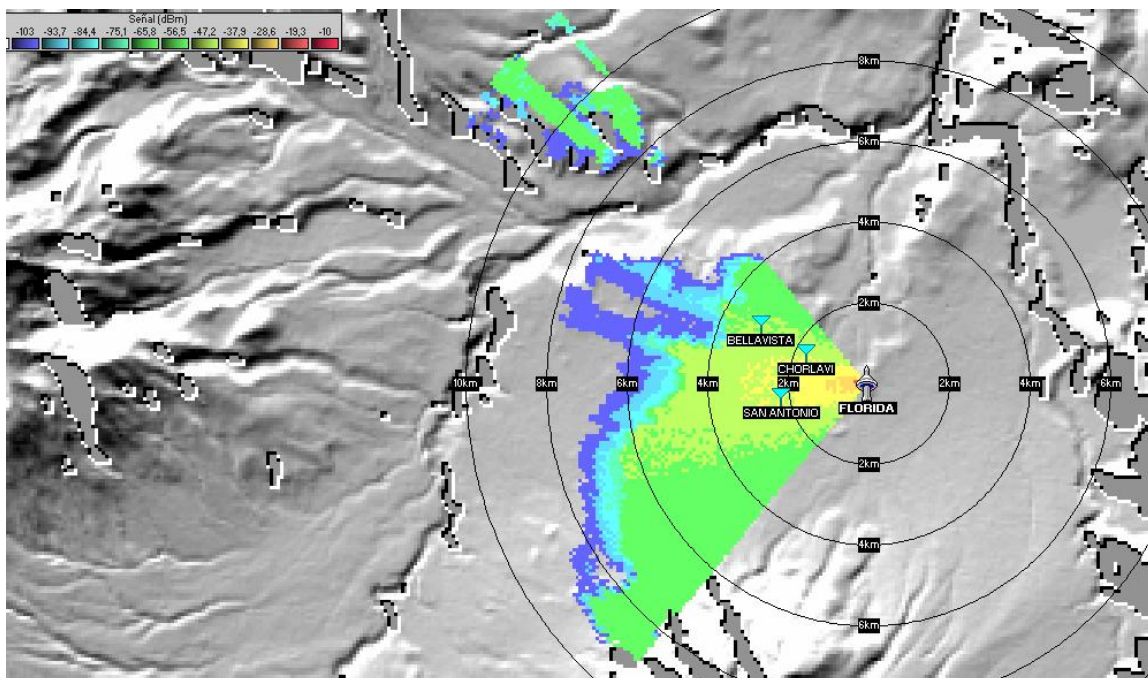 Señal (dBm)
-103 -93,7 -84,4 -75,1 -65,8 -56,5 -47,2 -37,9 -28,6 -19,3 -10
8km
6km
4km
2km
BELLAVISTA
CHORLAVI
10km 8km 6km 4km 2km 2km 4km 6km
SAN ANTONIO FLORIDA
2km
4km
6km